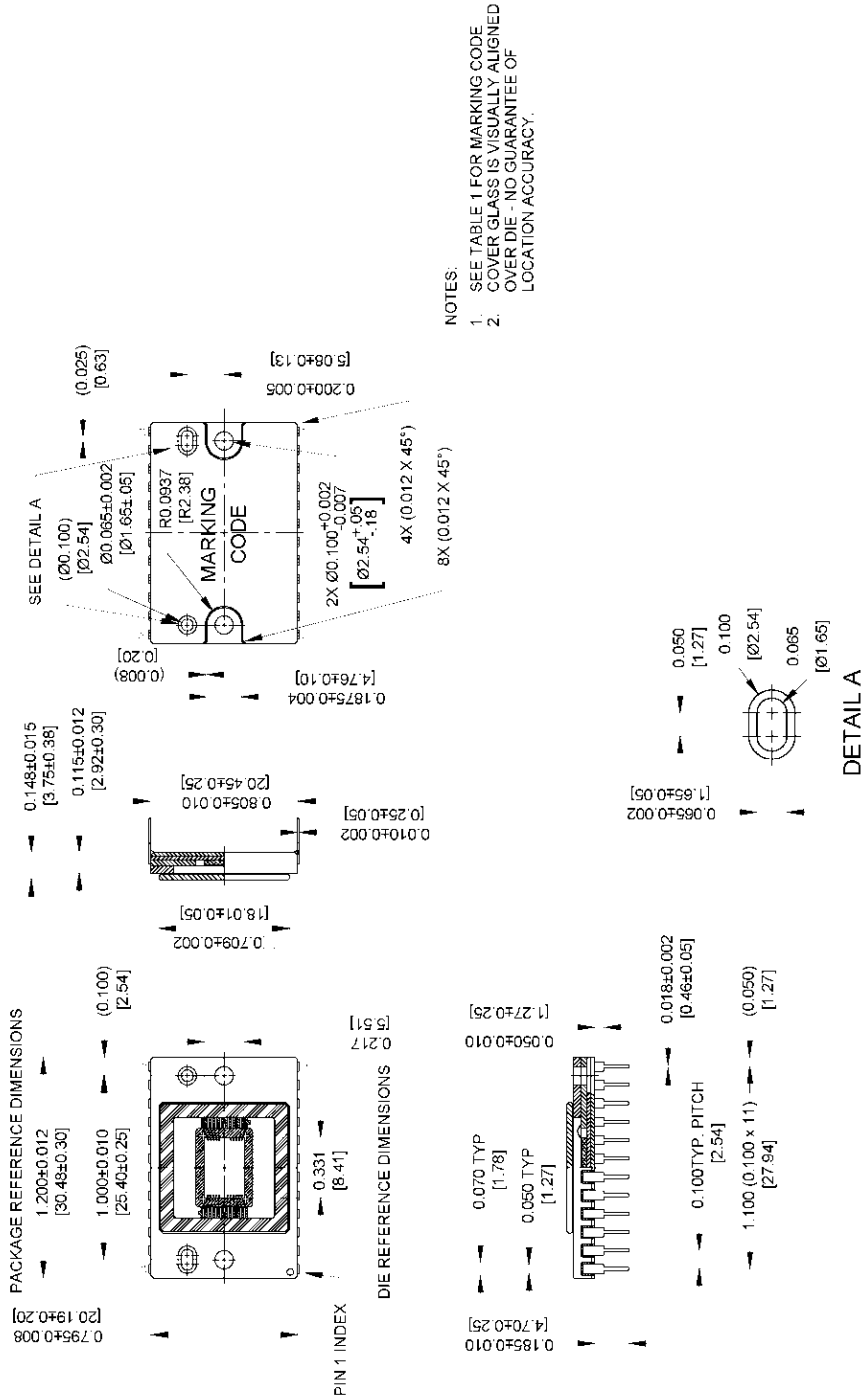 PACKAGE REFERENCE DIMENSIONS
1.200±0.012
[30.48±0.30]
1.000±0.010
[25.40±0.25]
(0.100)
[2.54]
0.795±0.008
[20.19±0.20]
PIN 1 INDEX
0.217
[5.51]
0.331
[8.41]
DIE REFERENCE DIMENSIONS
0.148±0.015
[3.75±0.38]
0.115±0.012
[2.92±0.30]
0.805±0.010
[20.45±0.25]
0.010±0.002
[0.25±0.05]
[0.709±0.002
[18.01±0.05]
SEE DETAIL A
(Ø0.100)
[Ø2.54]
Ø0.065±0.002
[Ø1.65±.05]
(0.025)
[0.63]
R0.0937
[R2.38]
MARKING
CODE
(0.008)
[0.20]
0.1875±0.004
[4.76±0.10]
0.200±0.005
[5.08±0.13]
2X Ø0.100+0.002
-0.007
[Ø2.54+.05
-.18]
4X (0.012 X 45°)
8X (0.012 X 45°)
0.070 TYP
[1.78]
0.050 TYP
[1.27]
0.050±0.010
[1.27±0.25]
0.185±0.010
[4.70±0.25]
0.018±0.002
[0.46±0.05]
0.100TYP. PITCH
[2.54]
(0.050)
[1.27]
1.100 (0.100 x 11)
[27.94]
0.050
[1.27]
0.100
[Ø2.54]
0.065
[Ø1.65]
0.065±0.002
[1.65±0.05]
DETAIL A
NOTES:
1. SEE TABLE 1 FOR MARKING CODE
2. COVER GLASS IS VISUALLY ALIGNED
OVER DIE - NO GUARANTEE OF
LOCATION ACCURACY.